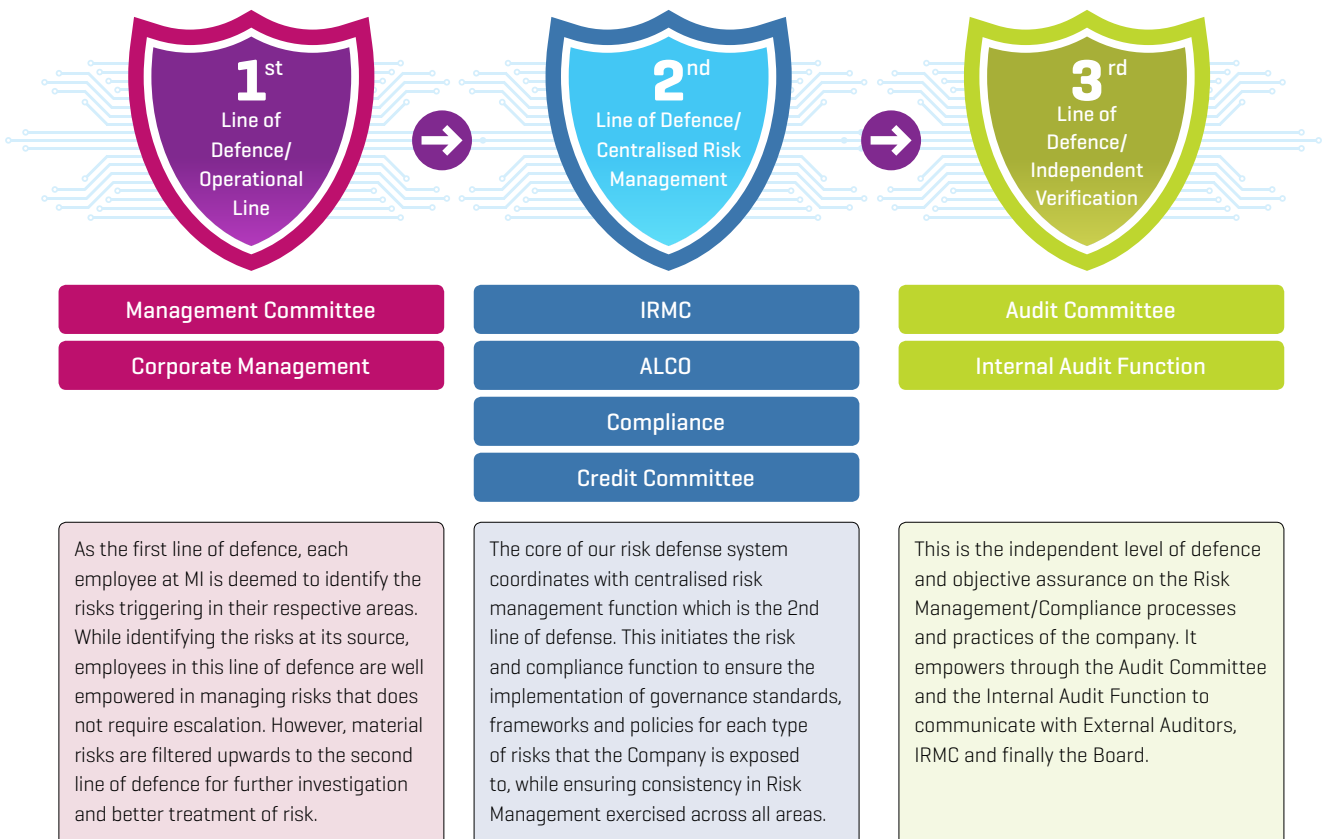 1st
Line of
Defence/
Operational
Line
2nd
Line of Defence/
Centralised Risk
Management
3rd
Line of
Defence/
Independent
Verification
Management Committee
Corporate Management
IRMC
ALCO
Compliance
Credit Committee
Audit Committee
Internal Audit Function
As the first line of defence, each
employee at MI is deemed to identify the
risks triggering in their respective areas.
While identifying the risks at its source,
employees in this line of defence are well
empowered in managing risks that does
not require escalation. However, material
risks are filtered upwards to the second
line of defence for further investigation
and better treatment of risk.
The core of our risk defense system
coordinates with centralised risk
management function which is the 2nd
line of defense. This initiates the risk
and compliance function to ensure the
implementation of governance standards,
frameworks and policies for each type
of risks that the Company is exposed
to, while ensuring consistency in Risk
Management exercised across all areas.
This is the independent level of defence
and objective assurance on the Risk
Management/Compliance processes
and practices of the company. It
empowers through the Audit Committee
and the Internal Audit Function to
communicate with External Auditors,
IRMC and finally the Board.